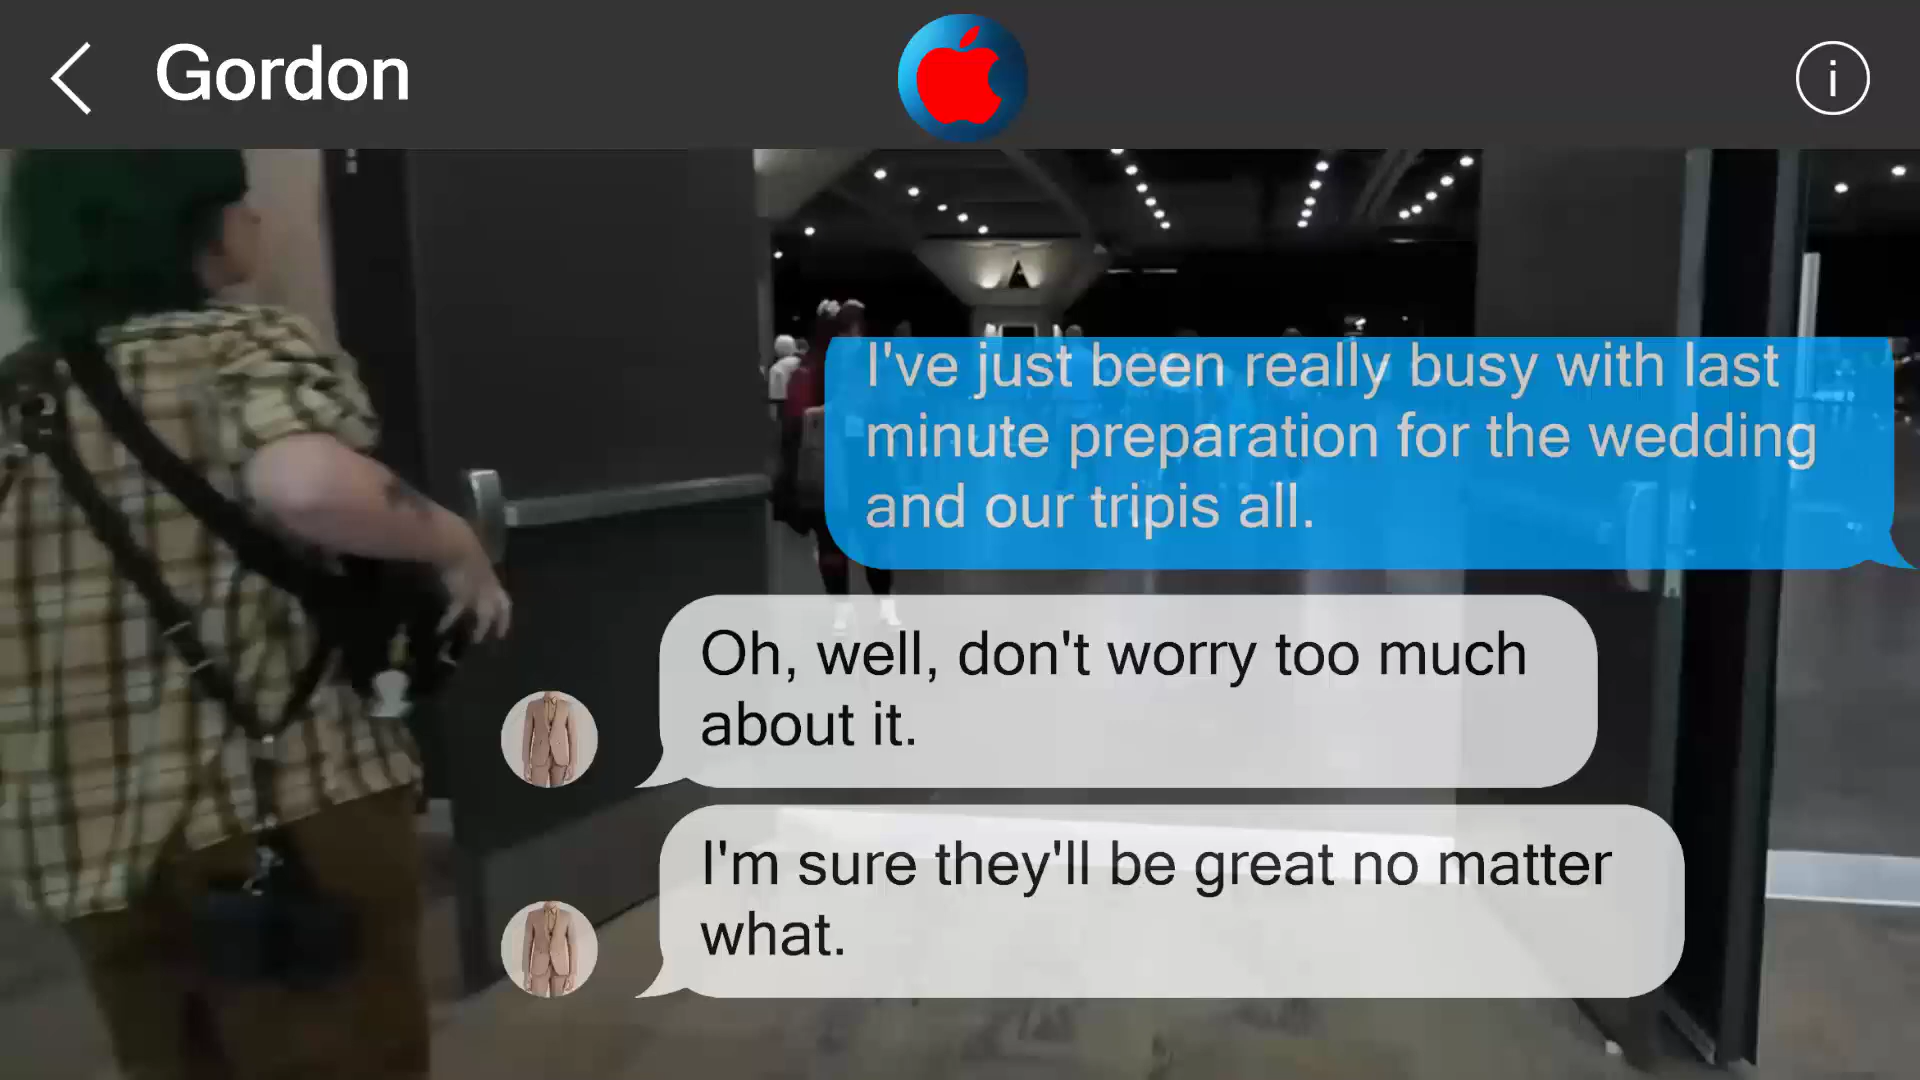 Gordon
i
I've just been really busy with last
minute preparation for the wedding
and our tripis all.
Oh, well, don't worry too much
about it.
I'm sure they'll be great no matter
what.